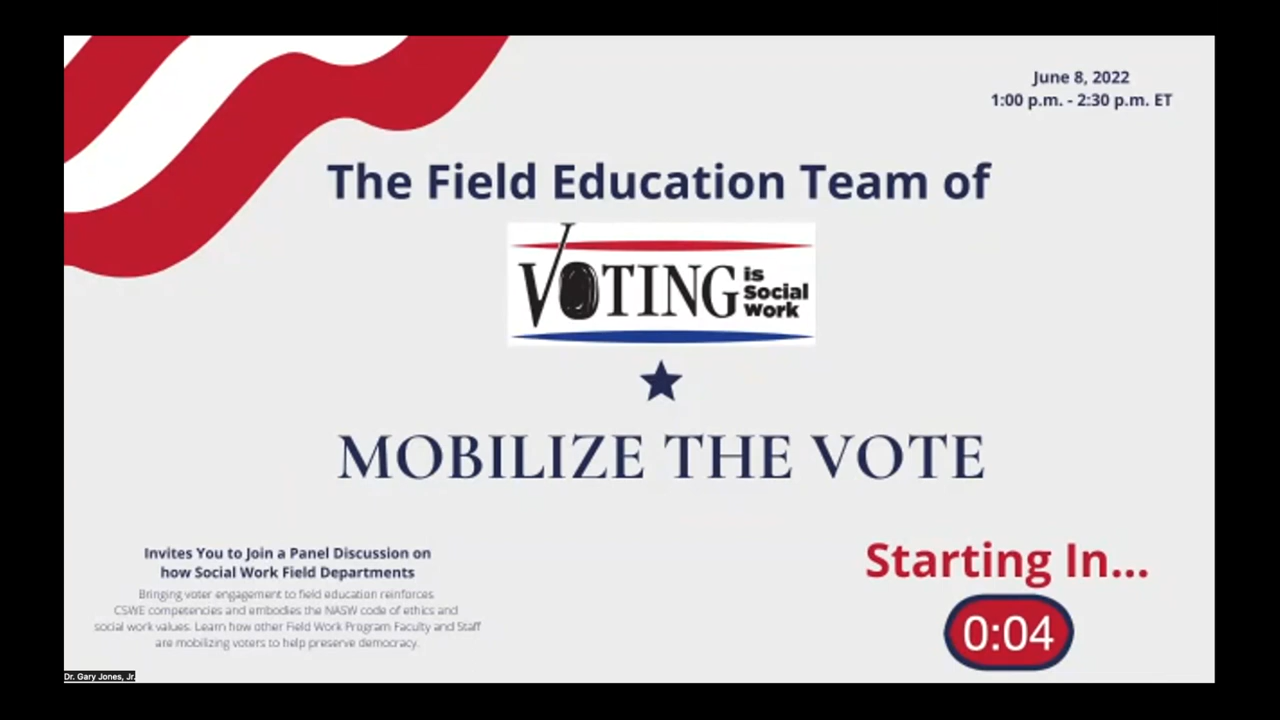 June 8, 2022
1:00 p.m. - 2:30 p.m. ET
The Field Education Team of
VOTING is Social Work
MOBILIZE THE VOTE
Invites You to Join a Panel Discussion on
how Social Work Field Departments
Bringing voter engagement to field education reinforces
CSWE competencies and embodies the NASW code of ethics and
social work values. Learn how other Field Work Program Faculty and Staff
are mobilizing voters to help preserve democracy.
Starting In...
0:04
Dr. Gary Jones, Jr.